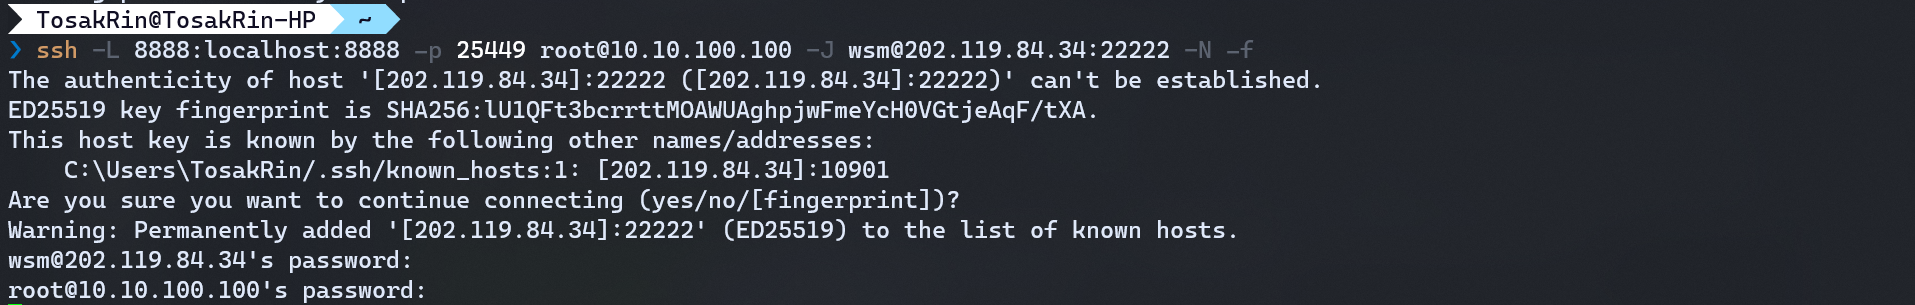 TosakRin@TosakRin-HP ~
❯ ssh -L 8888:localhost:8888 -p 25449 root@10.10.100.100 -J wsm@202.119.84.34:22222 -N -f
The authenticity of host '[202.119.84.34]:22222 ([202.119.84.34]:22222)' can't be established.
ED25519 key fingerprint is SHA256:lU1QFt3bcrrttMOAWUAghpjwFmeYcH0VGtjeAqF/tXA.
This host key is known by the following other names/addresses:
    C:\Users\TosakRin/.ssh/known_hosts:1: [202.119.84.34]:10901
Are you sure you want to continue connecting (yes/no/[fingerprint])?
Warning: Permanently added '[202.119.84.34]:22222' (ED25519) to the list of known hosts.
wsm@202.119.84.34's password:
root@10.10.100.100's password: